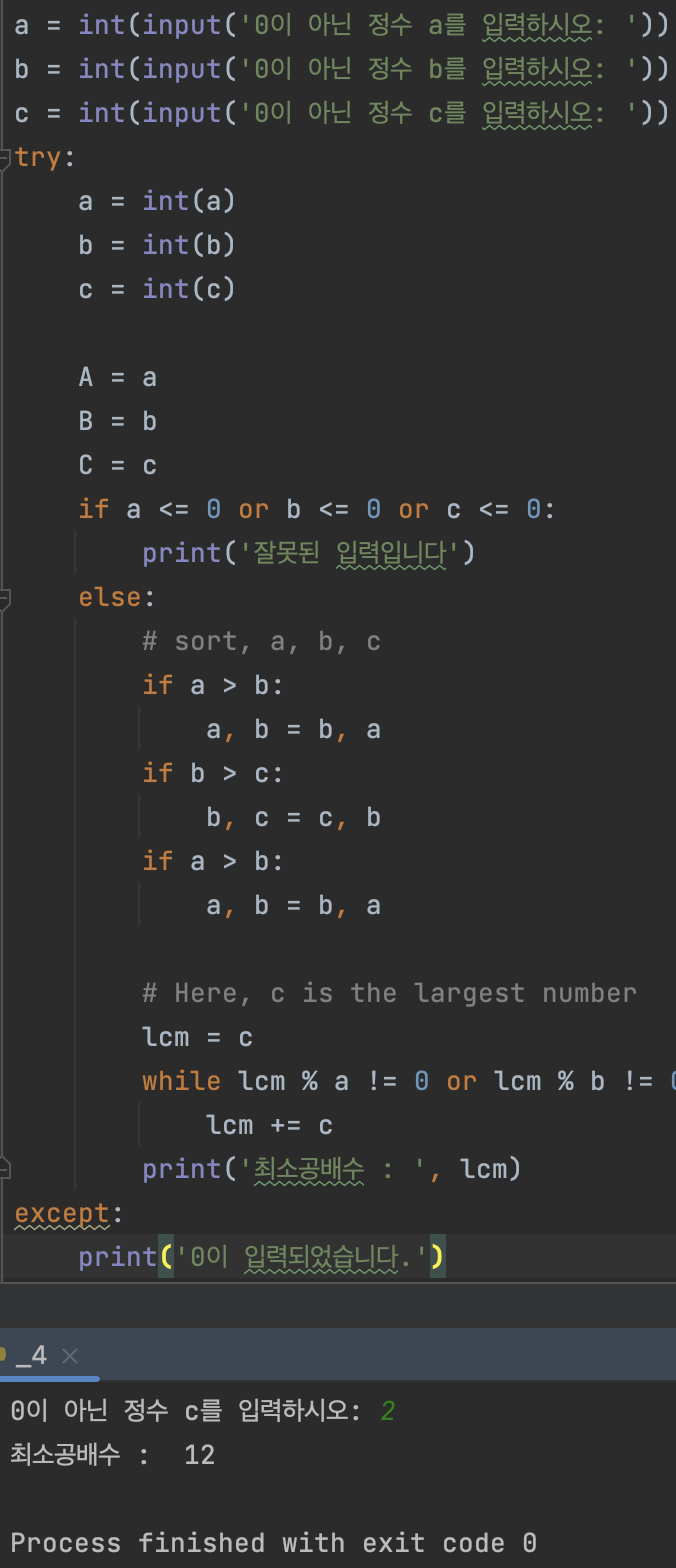 a = int(input('0이 아닌 정수 a를 입력하시오: '))
b = int(input('0이 아닌 정수 b를 입력하시오: '))
c = int(input('0이 아닌 정수 c를 입력하시오: '))
try:
    a = int(a)
    b = int(b)
    c = int(c)

    A = a
    B = b
    C = c
    if a <= 0 or b <= 0 or c <= 0:
        print('잘못된 입력입니다')
    else:
        # sort, a, b, c
        if a > b:
            a, b = b, a
        if b > c:
            b, c = c, b
        if a > b:
            a, b = b, a

        # Here, c is the largest number
        lcm = c
        while lcm % a != 0 or lcm % b != 0
            lcm += c
        print('최소공배수 : ', lcm)
except:
    print('0이 입력되었습니다.')
_4
0이 아닌 정수 c를 입력하시오: 2
최소공배수 :  12

Process finished with exit code 0